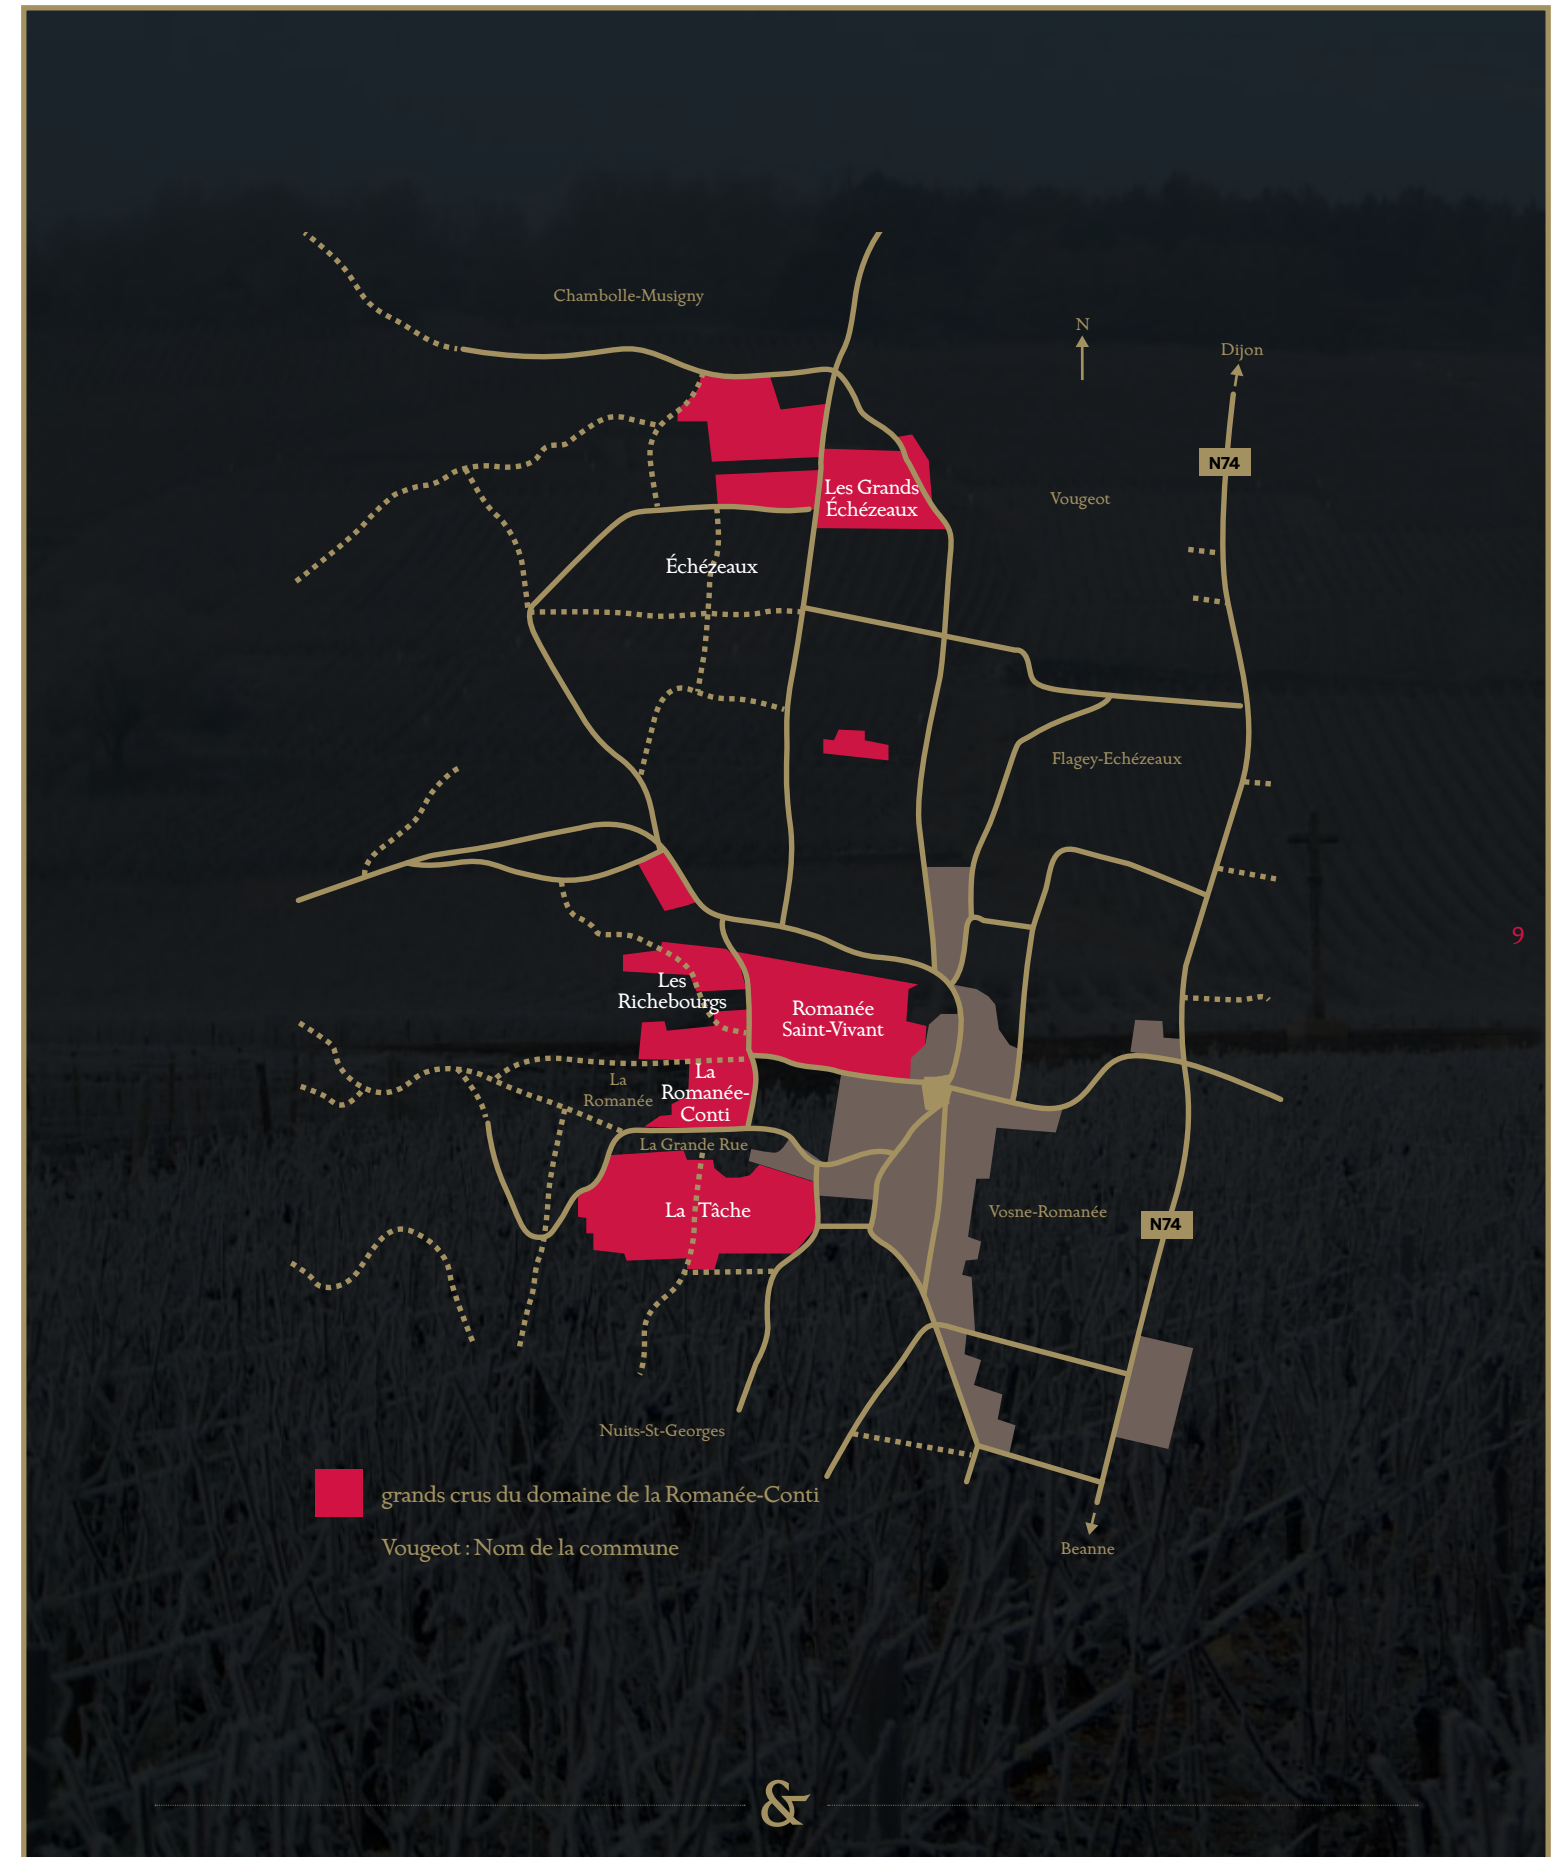 Chambolle-Musigny
N
Dijon
N74
Les Grands
Échézeaux
Vougeot
Échézeaux
Flagey-Echézeaux
9
Les
Richebourgs
Romanée
Saint-Vivant
La
Romanée
La
Romanée-
Conti
La Grande Rue
La Tâche
Vosne-Romanée
N74
Nuits-St-Georges
grands crus du domaine de la Romanée-Conti
Vougeot : Nom de la commune
Beanne
&